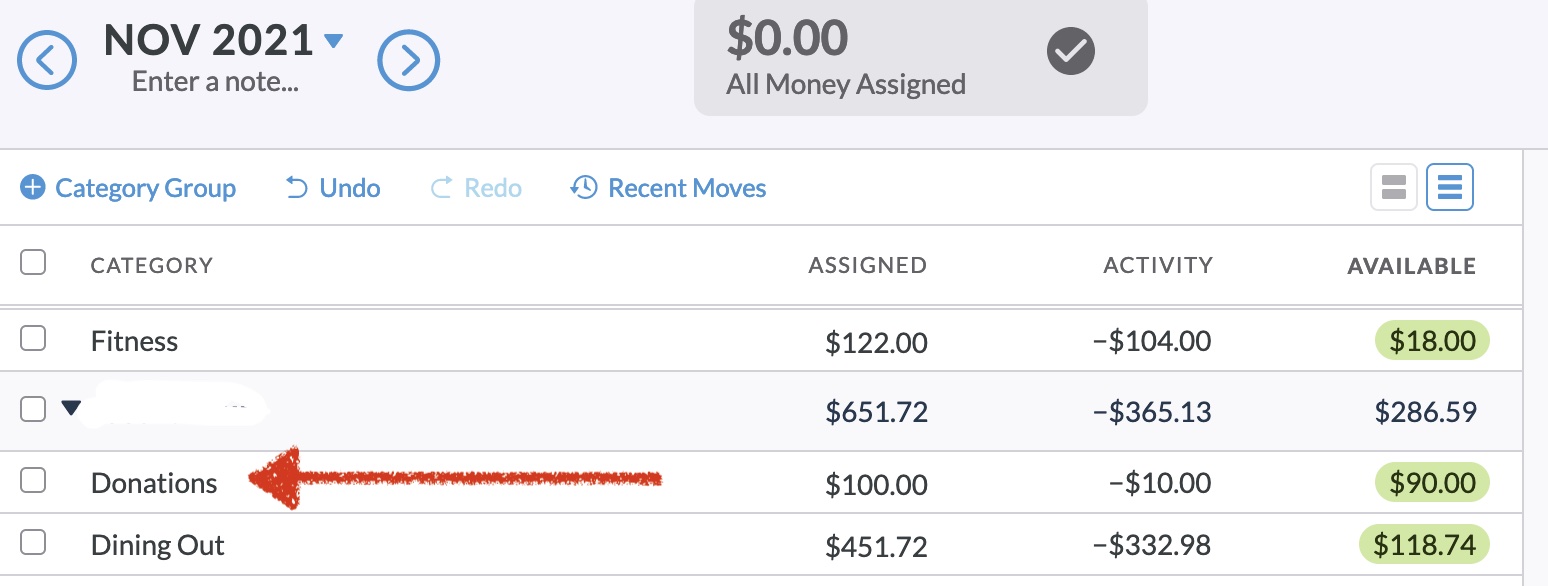 NOV 2021
Enter a note...
$0.00
All Money Assigned
Category Group Undo Redo Recent Moves
CATEGORY ASSIGNED ACTIVITY AVAILABLE
Fitness $122.00 −$104.00 $18.00
$651.72 −$365.13 $286.59
Donations $100.00 −$10.00 $90.00
Dining Out $451.72 −$332.98 $118.74